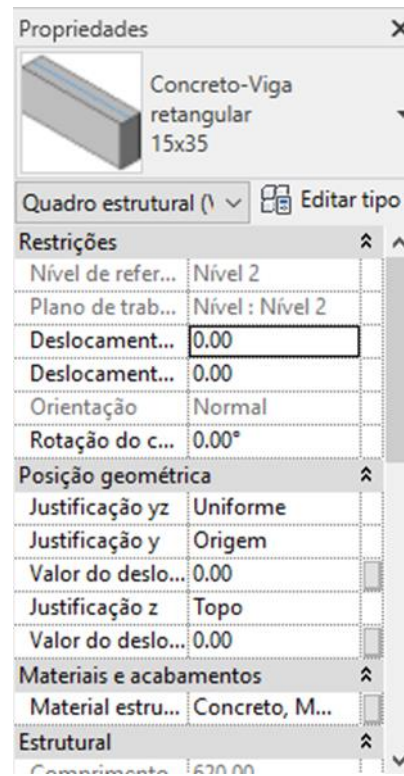 Propriedades
Concreto-Viga
retangular
15x35
Quadro estrutural (V Editar tipo
Restrições
Nível de refer... Nível 2
Plano de trab... Nível : Nível 2
Deslocament... 0.00
Deslocament... 0.00
Orientação Normal
Rotação do c... 0.00°
Posição geométrica
Justificação yz Uniforme
Justificação y Origem
Valor do deslo... 0.00
Justificação z Topo
Valor do deslo... 0.00
Materiais e acabamentos
Material estru... Concreto, M...
Estrutural
Comprimento 620.00